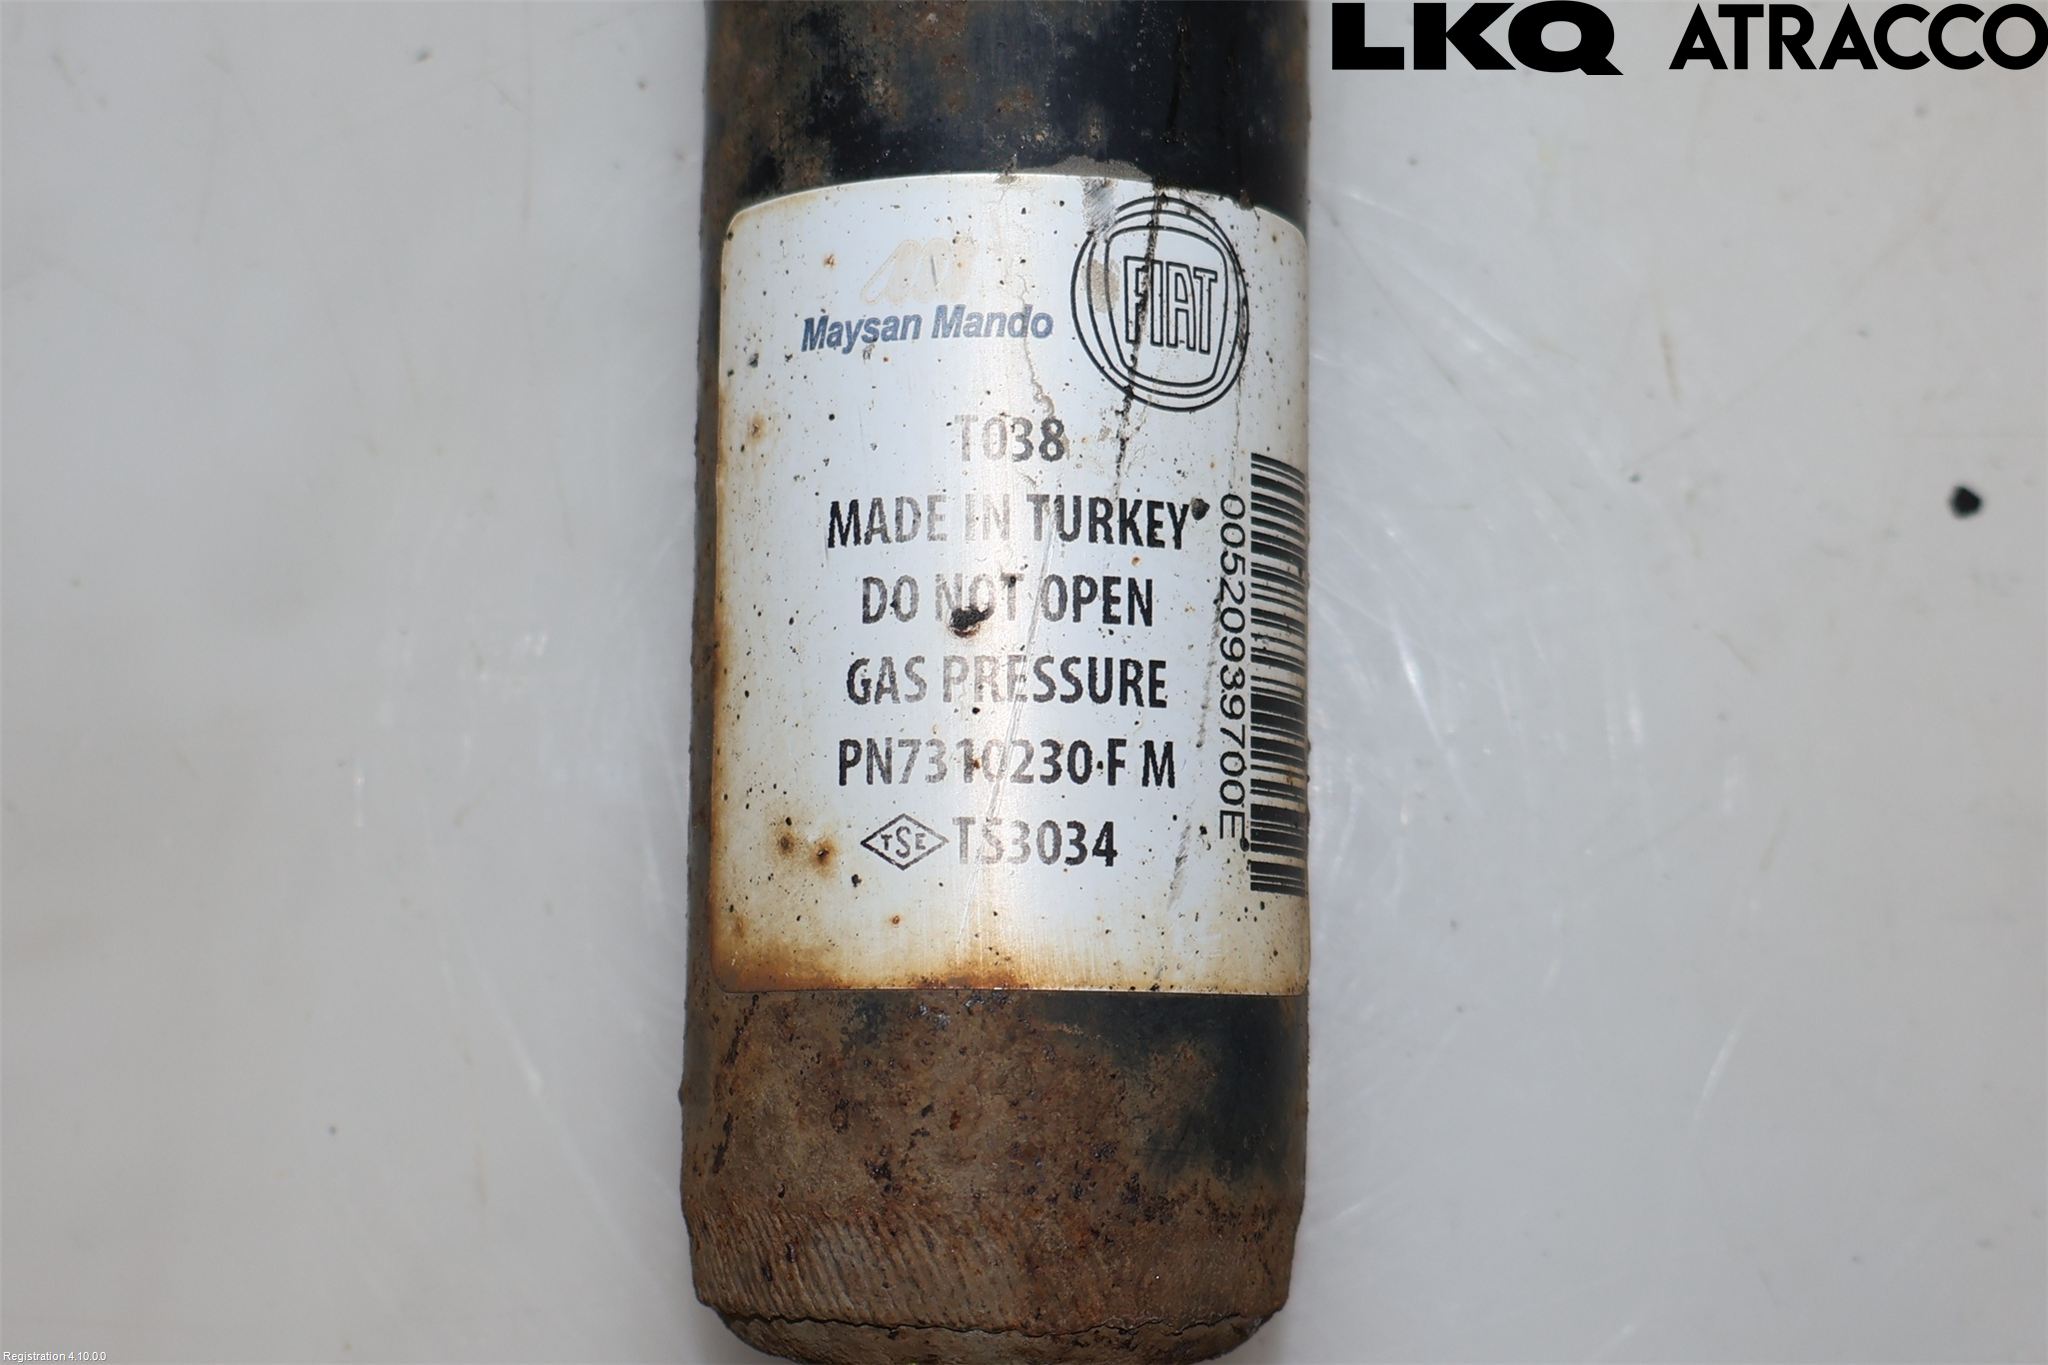 LKQ ATRACCO
Maysan Mando
FIAT
T038
MADE IN TURKEY
DO NOT OPEN
GAS PRESSURE
PN7310230 F M
TSE TS3034
00520939700E
Registration 4.10.0.0